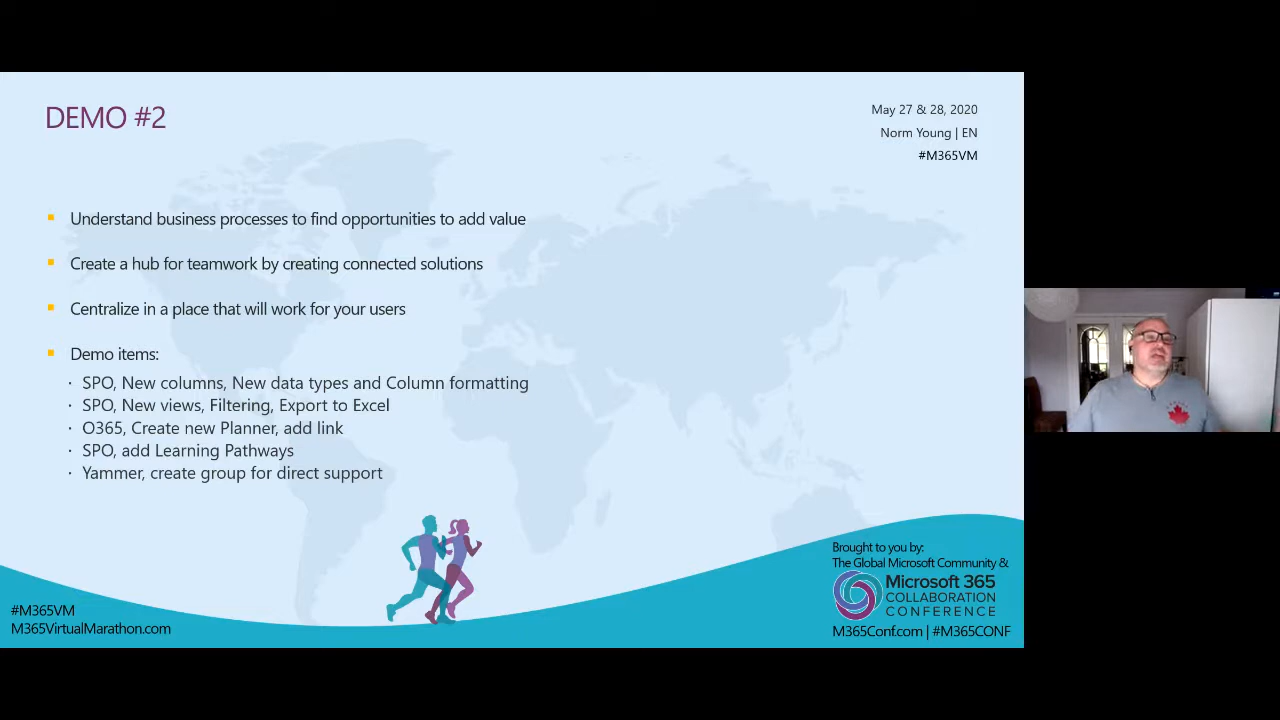 DEMO #2
May 27 & 28, 2020
Norm Young | EN
#M365VM
Understand business processes to find opportunities to add value
Create a hub for teamwork by creating connected solutions
Centralize in a place that will work for your users
Demo items:
SPO, New columns, New data types and Column formatting
SPO, New views, Filtering, Export to Excel
O365, Create new Planner, add link
SPO, add Learning Pathways
Yammer, create group for direct support
#M365VM
M365VirtualMarathon.com
Brought to you by:
The Global Microsoft Community &
Microsoft 365
COLLABORATION
CONFERENCE
M365Conf.com | #M365CONF